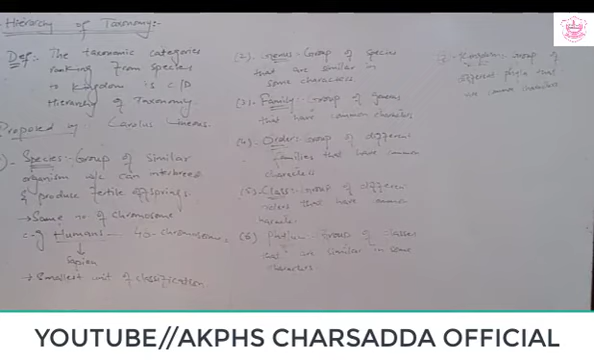 Hierarchy of Taxonomy:-
Def:- The taxonomic categories
ranking from species
to Kingdom is c/D
Hierarchy of Taxonomy.
Proposed by Carolus Linneus.
Species:- Group of similar
organism w/c can interbreed
& produce fertile offsprings.
→ Same no of chromosome
e.g Humans 46 chromosomes
↓
Sapien
→ Smallest unit of classification.
(2). Genus:- Group of species
that are similar in
some characters.
(3). Family:- Group of genus
that have common characters
(4). Order:- Group of different
families that have common
characters
(5). Class:- Group of different
orders that have common
(6) Phylum:- Group of classes
that are similar in some
characters.
Kingdom:- Group of
different phyla that
common characters
YOUTUBE//AKPHS CHARSADDA OFFICIAL